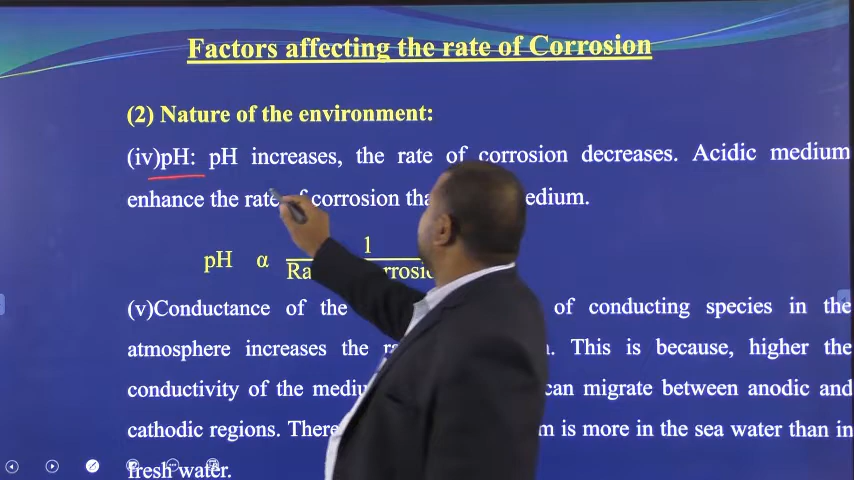 Factors affecting the rate of Corrosion
(2) Nature of the environment:
(iv)pH: pH increases, the rate of corrosion decreases. Acidic medium
enhance the rate of corrosion edium.
pH α 1
Ra rrosio
(v)Conductance of the of conducting species in the
atmosphere increases the . This is because, higher the
conductivity of the mediu can migrate between anodic and
cathodic regions. There m is more in the sea water than in
fresh water.